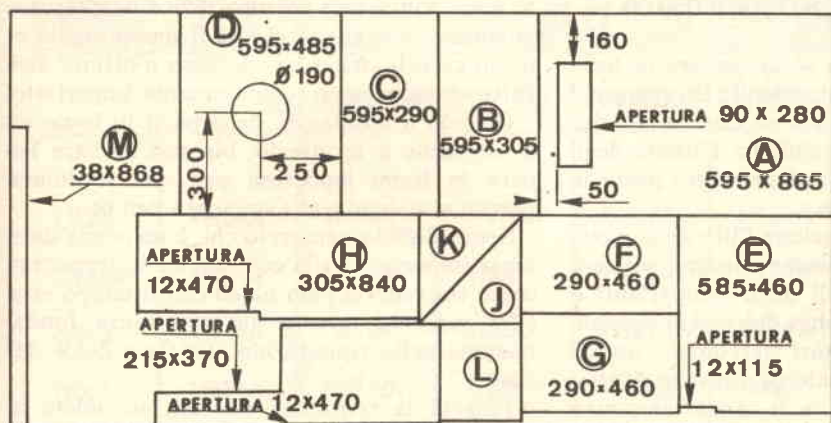 D
595x485
Ø 190
300
250
C
595x290
B
595x305
160
APERTURA 90 x 280
50
A
595 x 865
M
38x868
APERTURA
12x470
H
305x840
K
J
F
290x460
E
585x460
APERTURA
215x370
APERTURA 12x470
L
G
290x460
APERTURA
12x115